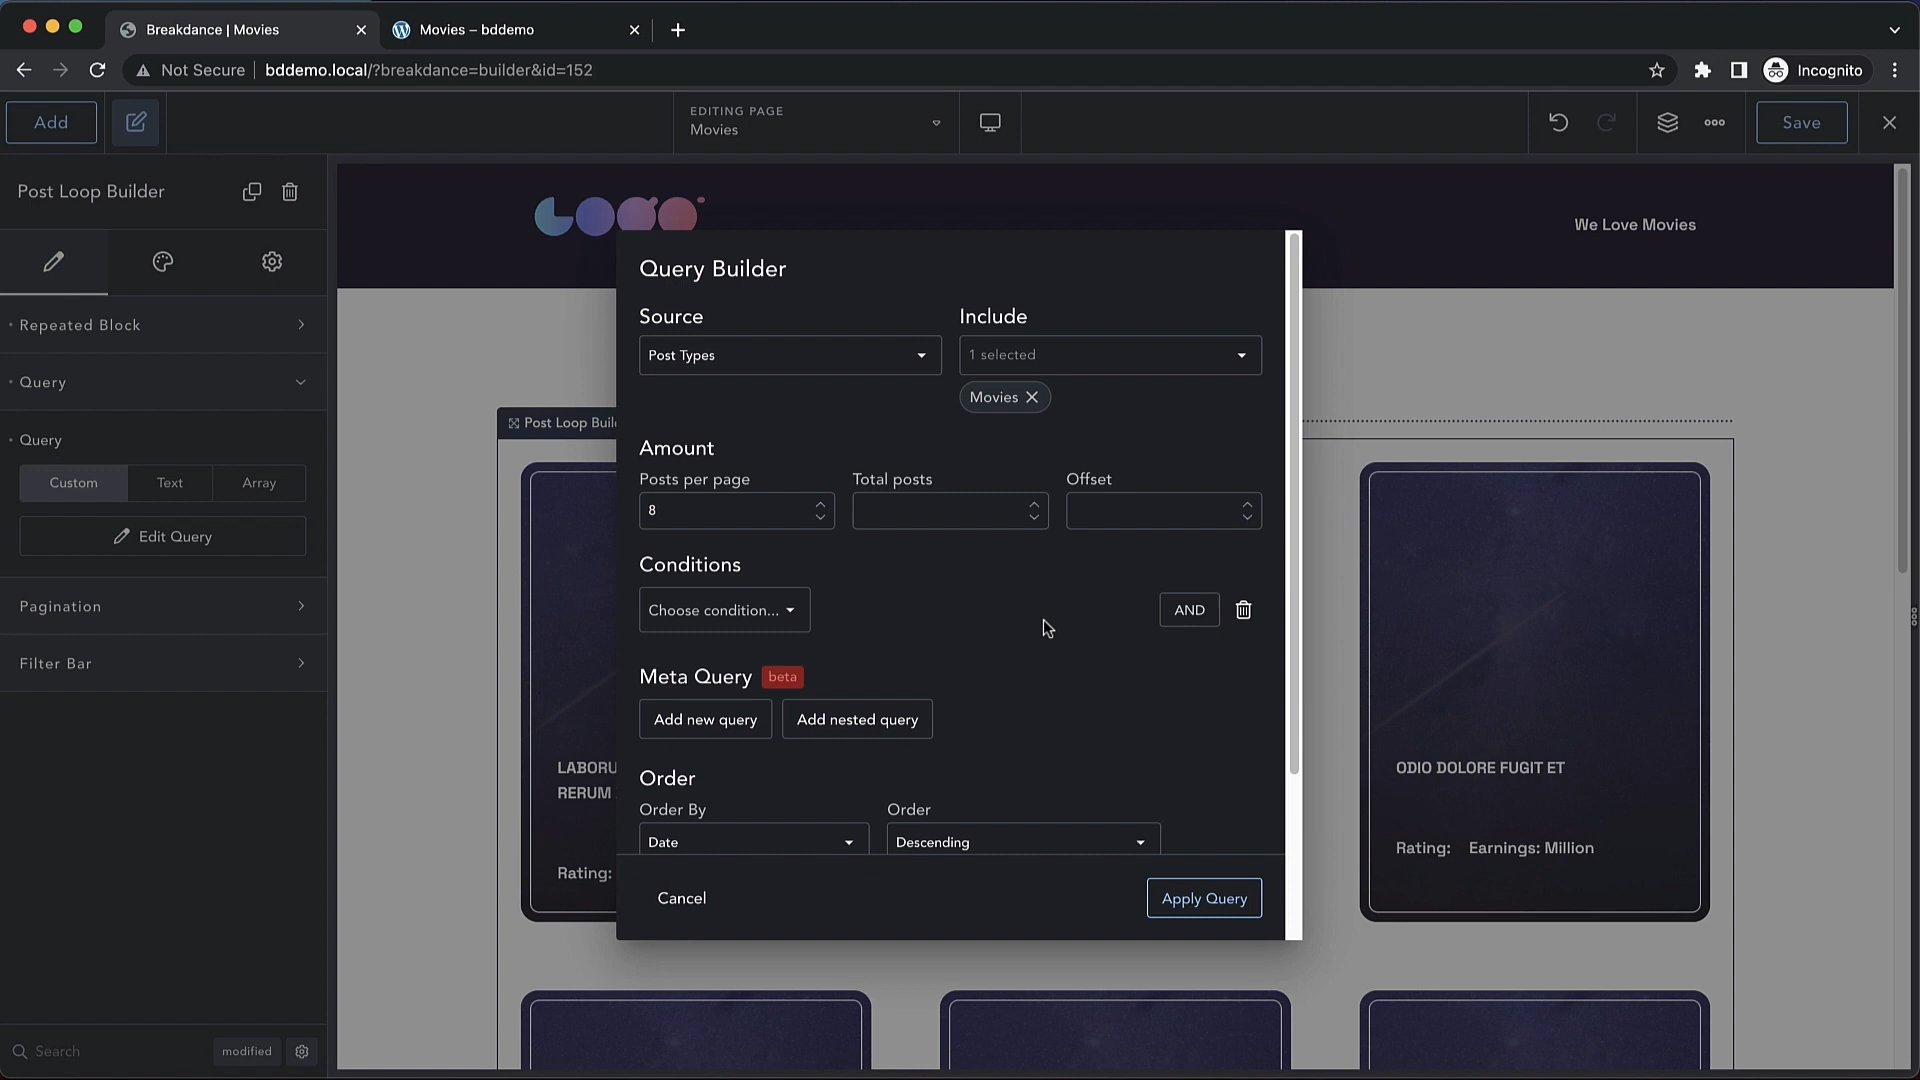 Breakdance | Movies
Movies – bddemo
Not Secure
bddemo.local/?breakdance=builder&id=152
Incognito
Add
EDITING PAGE
Movies
Save
Post Loop Builder
Repeated Block
Query
Query
Custom
Text
Array
Edit Query
Pagination
Filter Bar
Search
modified
LOGO
We Love Movies
Post Loop Buil
Query Builder
Source
Include
Post Types
1 selected
Movies
Amount
Posts per page
Total posts
Offset
8
Conditions
Choose condition...
AND
Meta Query beta
Add new query
Add nested query
Order
Order By
Order
Date
Descending
Cancel
Apply Query
LABORU
RERUM
Rating:
ODIO DOLORE FUGIT ET
Rating: Earnings: Million